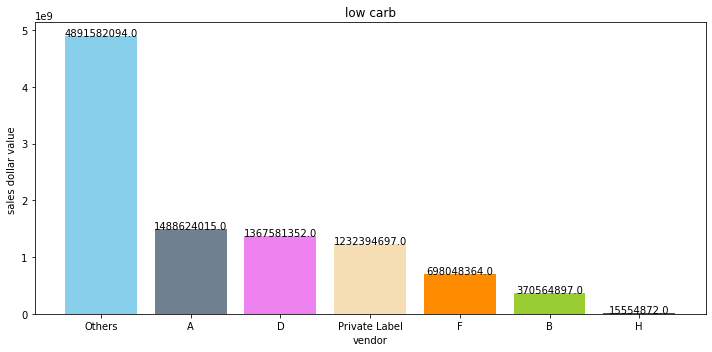 low carb
1e9
5
4
3
2
1
0
sales dollar value
4891582094.0
1488624015.0
1367581352.0
1232394697.0
698048364.0
370564897.0
15554872.0
Others A D Private Label F B H
vendor